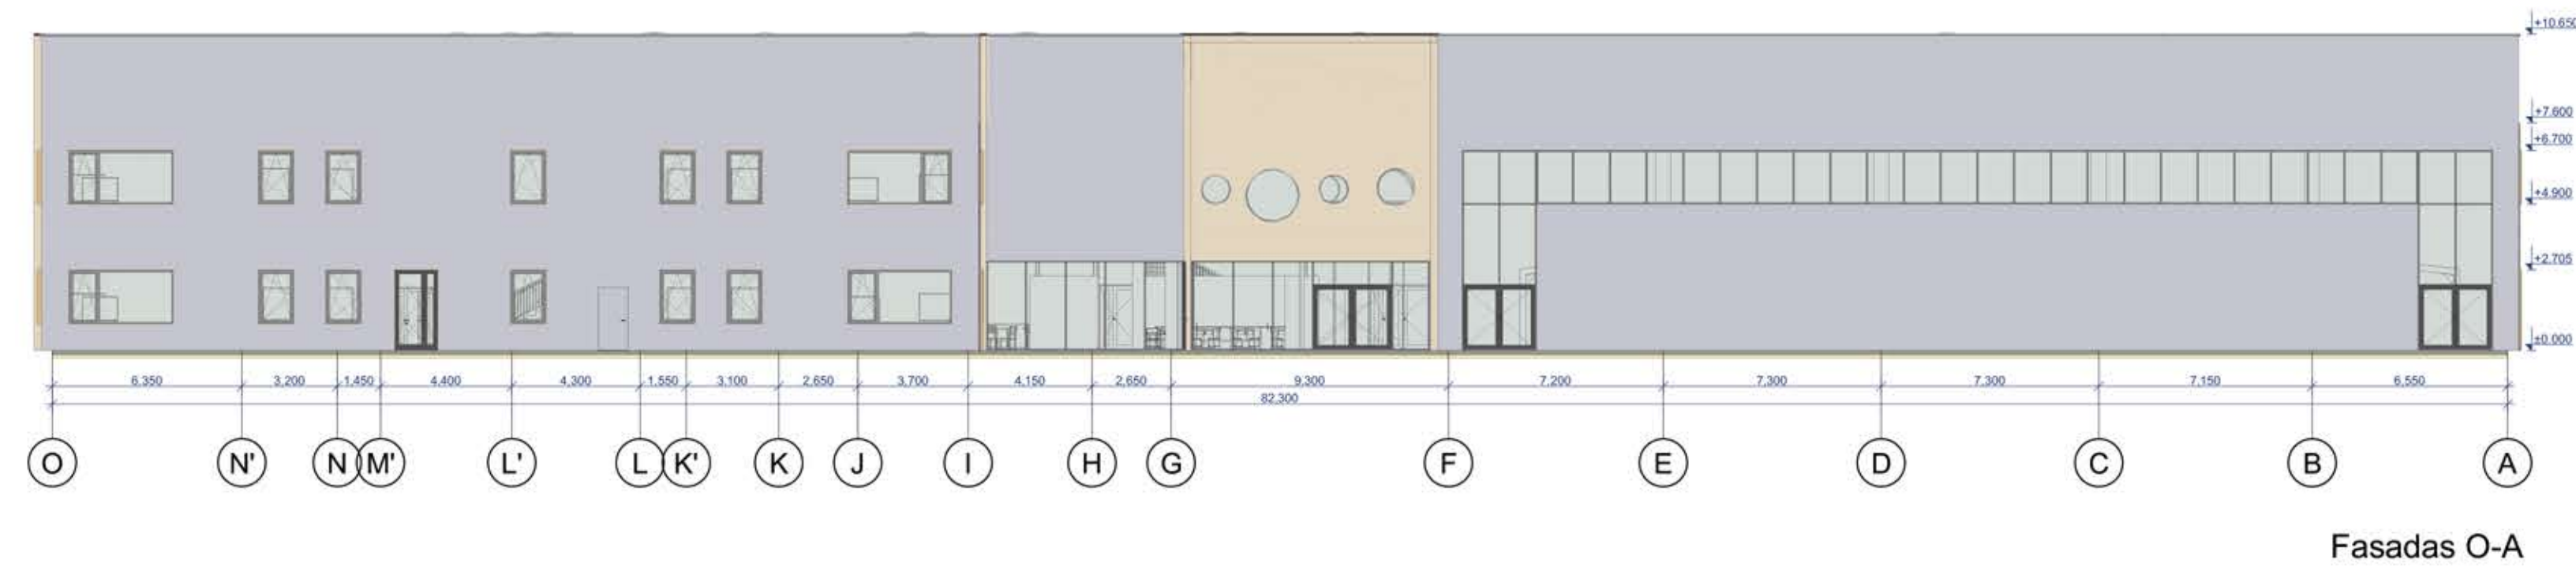 +10.650
+7.600
+6.700
+4.900
+2.705
±0.000
6,350 3,200 1,450 4,400 4,300 1,550 3,100 2,650 3,700 4,150 2,650 9,300 7,200 7,300 7,300 7,150 6,550
82,300
O N' N M' L' L K' K J I H G F E D C B A
Fasadas O-A